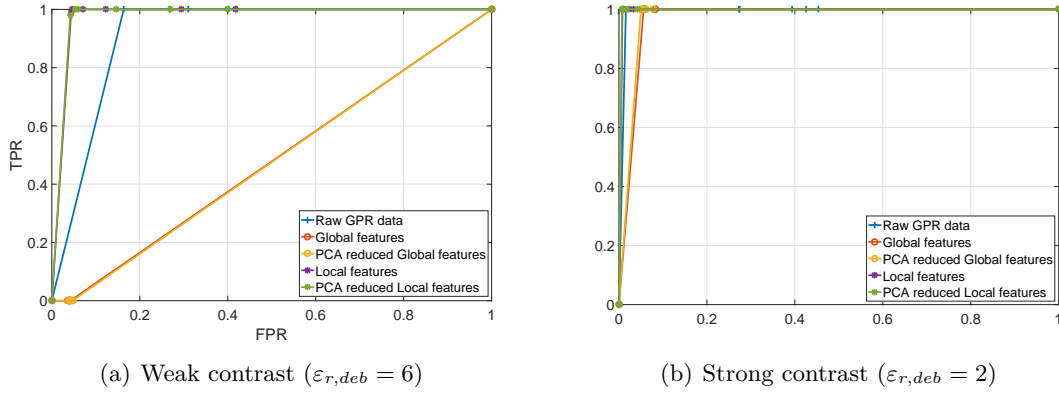 1
0.8
0.6
0.4
0.2
0
0 0.2 0.4 0.6 0.8 1
TPR
FPR
Raw GPR data
Global features
PCA reduced Global features
Local features
PCA reduced Local features
(a) Weak contrast (εr,deb = 6)
1
0.8
0.6
0.4
0.2
0
0 0.2 0.4 0.6 0.8 1
Raw GPR data
Global features
PCA reduced Global features
Local features
PCA reduced Local features
(b) Strong contrast (εr,deb = 2)